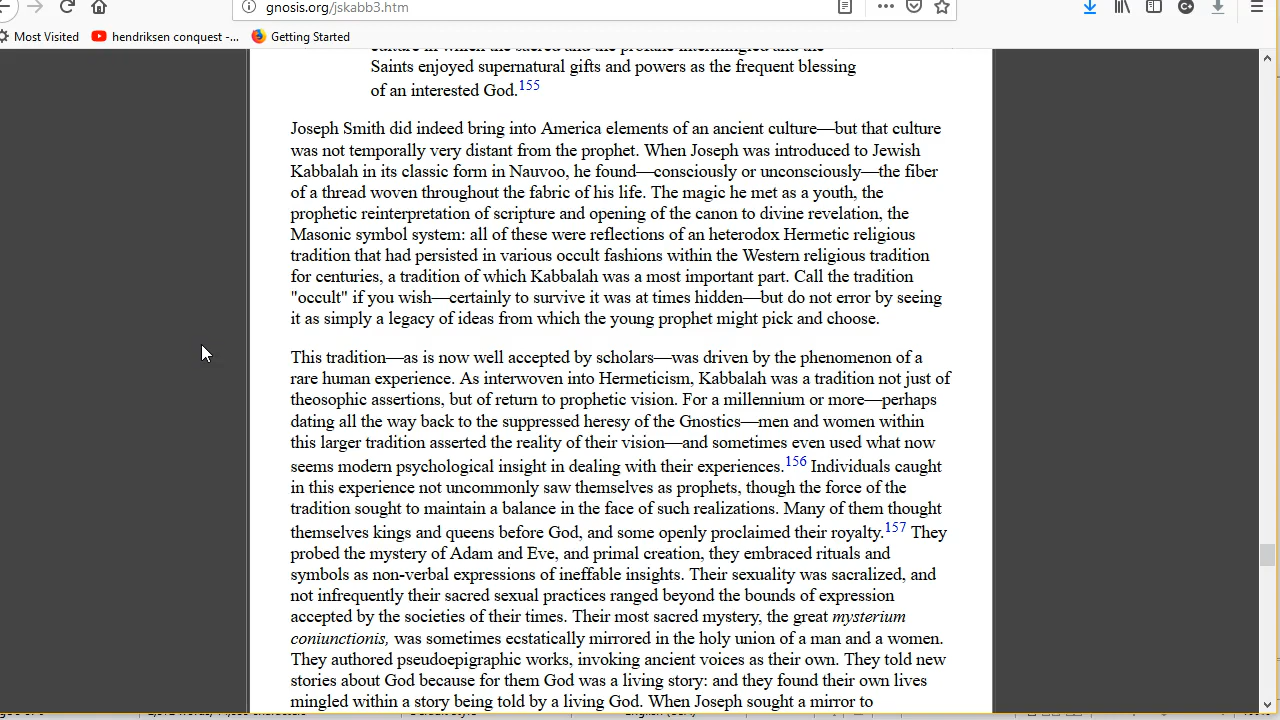 gnosis.org/jskabb3.htm
Most Visited
hendriksen conquest -...
Getting Started
culture in which the sacred and the profane intermingled and the
Saints enjoyed supernatural gifts and powers as the frequent blessing
of an interested God.155
Joseph Smith did indeed bring into America elements of an ancient culture—but that culture
was not temporally very distant from the prophet. When Joseph was introduced to Jewish
Kabbalah in its classic form in Nauvoo, he found—consciously or unconsciously—the fiber
of a thread woven throughout the fabric of his life. The magic he met as a youth, the
prophetic reinterpretation of scripture and opening of the canon to divine revelation, the
Masonic symbol system: all of these were reflections of an heterodox Hermetic religious
tradition that had persisted in various occult fashions within the Western religious tradition
for centuries, a tradition of which Kabbalah was a most important part. Call the tradition
"occult" if you wish—certainly to survive it was at times hidden—but do not error by seeing
it as simply a legacy of ideas from which the young prophet might pick and choose.
This tradition—as is now well accepted by scholars—was driven by the phenomenon of a
rare human experience. As interwoven into Hermeticism, Kabbalah was a tradition not just of
theosophic assertions, but of return to prophetic vision. For a millennium or more—perhaps
dating all the way back to the suppressed heresy of the Gnostics—men and women within
this larger tradition asserted the reality of their vision—and sometimes even used what now
seems modern psychological insight in dealing with their experiences.156 Individuals caught
in this experience not uncommonly saw themselves as prophets, though the force of the
tradition sought to maintain a balance in the face of such realizations. Many of them thought
themselves kings and queens before God, and some openly proclaimed their royalty.157 They
probed the mystery of Adam and Eve, and primal creation, they embraced rituals and
symbols as non-verbal expressions of ineffable insights. Their sexuality was sacralized, and
not infrequently their sacred sexual practices ranged beyond the bounds of expression
accepted by the societies of their times. Their most sacred mystery, the great mysterium
coniunctionis, was sometimes ecstatically mirrored in the holy union of a man and a women.
They authored pseudoepigraphic works, invoking ancient voices as their own. They told new
stories about God because for them God was a living story: and they found their own lives
mingled within a story being told by a living God. When Joseph sought a mirror to